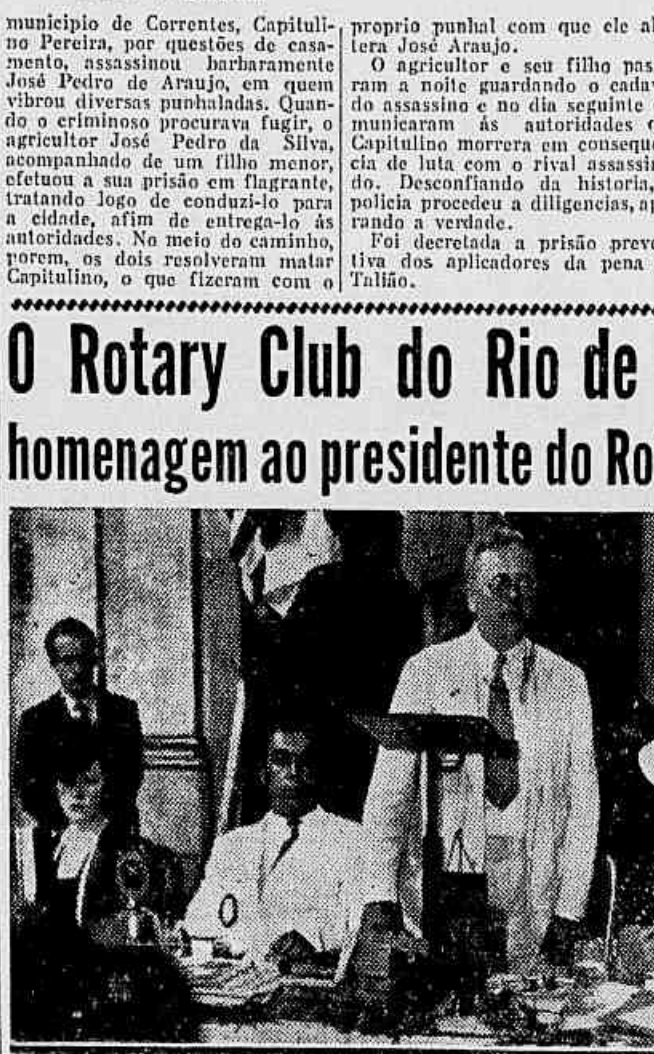 municipio de Correntes, Capituli-
no Pereira, por questões de casa-
mento, assassinou barbaramente
José Pedro de Araujo, em quem
vibrou diversas punhaladas. Quan-
do o criminoso procurava fugir, o
agricultor José Pedro da Silva,
acompanhado de um filho menor,
efetuou a sua prisão em flagrante,
tratando logo de conduzi-lo para
a cidade, afim de entrega-lo ás
autoridades. No meio do caminho,
porem, os dois resolveram matar
Capitulino, o que fizeram com o
proprio punhal com que ele
tera José Araujo.
O agricultor e seu filho pas
ram a noite guardando o cada
do assassino e no dia seguinte
municaram ás autoridades
Capitulino morrera em conseque
cia de luta com o rival assassin
do. Desconfiando da historia,
policia procedeu a diligencias, ap
rando a verdade.
Foi decretada a prisão preve
tiva dos aplicadores da pena
Talião.
O Rotary Club do Rio de
homenagem ao presidente do Ro